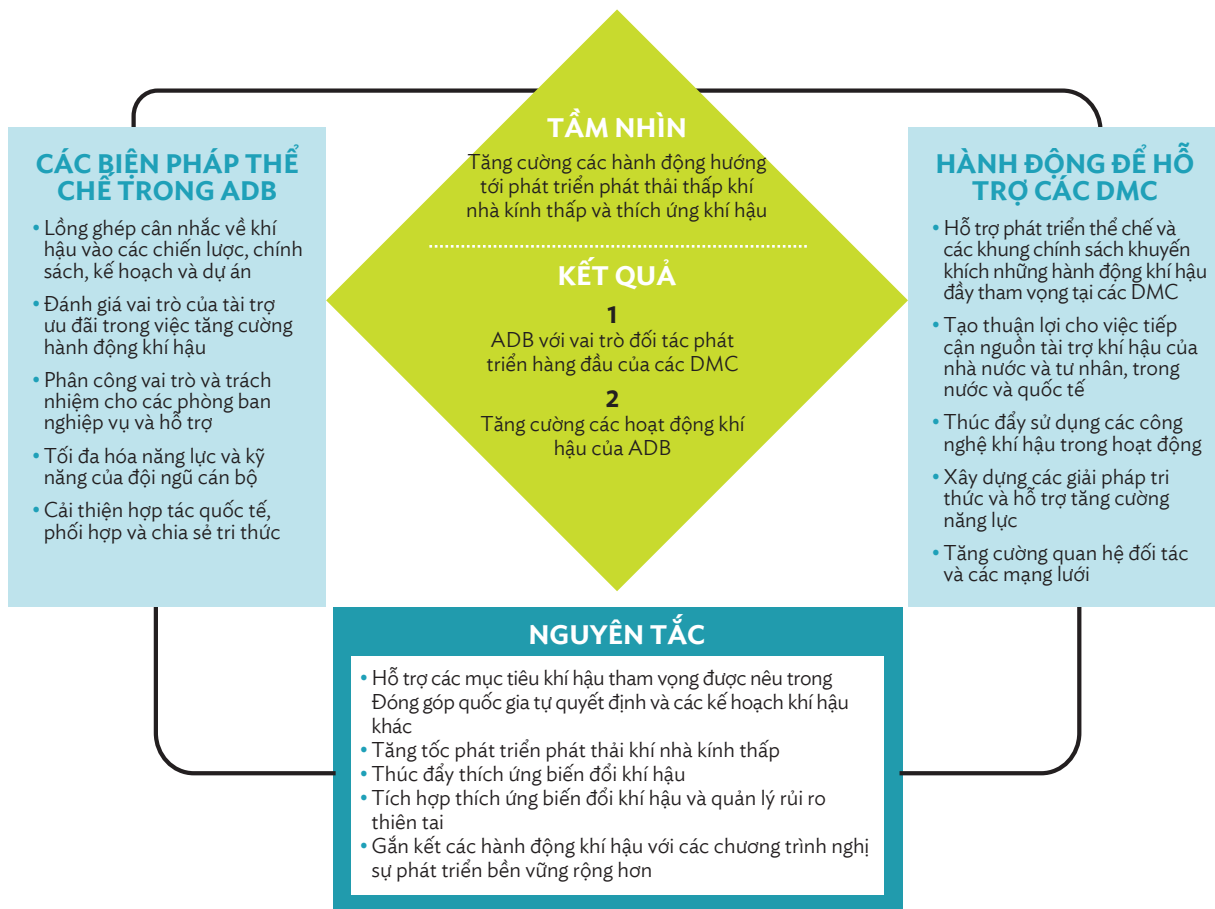 TẦM NHÌN
Tăng cường các hành động hướng
tới phát triển phát thải thấp khí
nhà kính thấp và thích ứng khí hậu
KẾT QUẢ
1
ADB với vai trò đối tác phát
triển hàng đầu của các DMC
2
Tăng cường các hoạt động khí
hậu của ADB
CÁC BIỆN PHÁP THỂ
CHẾ TRONG ADB
• Lồng ghép cân nhắc về khí
hậu vào các chiến lược, chính
sách, kế hoạch và dự án
• Đánh giá vai trò của tài trợ
ưu đãi trong việc tăng cường
hành động khí hậu
• Phân công vai trò và trách
nhiệm cho các phòng ban
nghiệp vụ và hỗ trợ
• Tối đa hóa năng lực và kỹ
năng của đội ngũ cán bộ
• Cải thiện hợp tác quốc tế,
phối hợp và chia sẻ tri thức
HÀNH ĐỘNG ĐỂ HỖ
TRỢ CÁC DMC
• Hỗ trợ phát triển thể chế và
các khung chính sách khuyến
khích những hành động khí hậu
đầy tham vọng tại các DMC
• Tạo thuận lợi cho việc tiếp
cận nguồn tài trợ khí hậu của
nhà nước và tư nhân, trong
nước và quốc tế
• Thúc đẩy sử dụng các công
nghệ khí hậu trong hoạt động
• Xây dựng các giải pháp tri
thức và hỗ trợ tăng cường
năng lực
• Tăng cường quan hệ đối tác
và các mạng lưới
NGUYÊN TẮC
• Hỗ trợ các mục tiêu khí hậu tham vọng được nêu trong
Đóng góp quốc gia tự quyết định và các kế hoạch khí hậu
khác
• Tăng tốc phát triển phát thải khí nhà kính thấp
• Thúc đẩy thích ứng biến đổi khí hậu
• Tích hợp thích ứng biến đổi khí hậu và quản lý rủi ro
thiên tai
• Gắn kết các hành động khí hậu với các chương trình nghị
sự phát triển bền vững rộng hơn